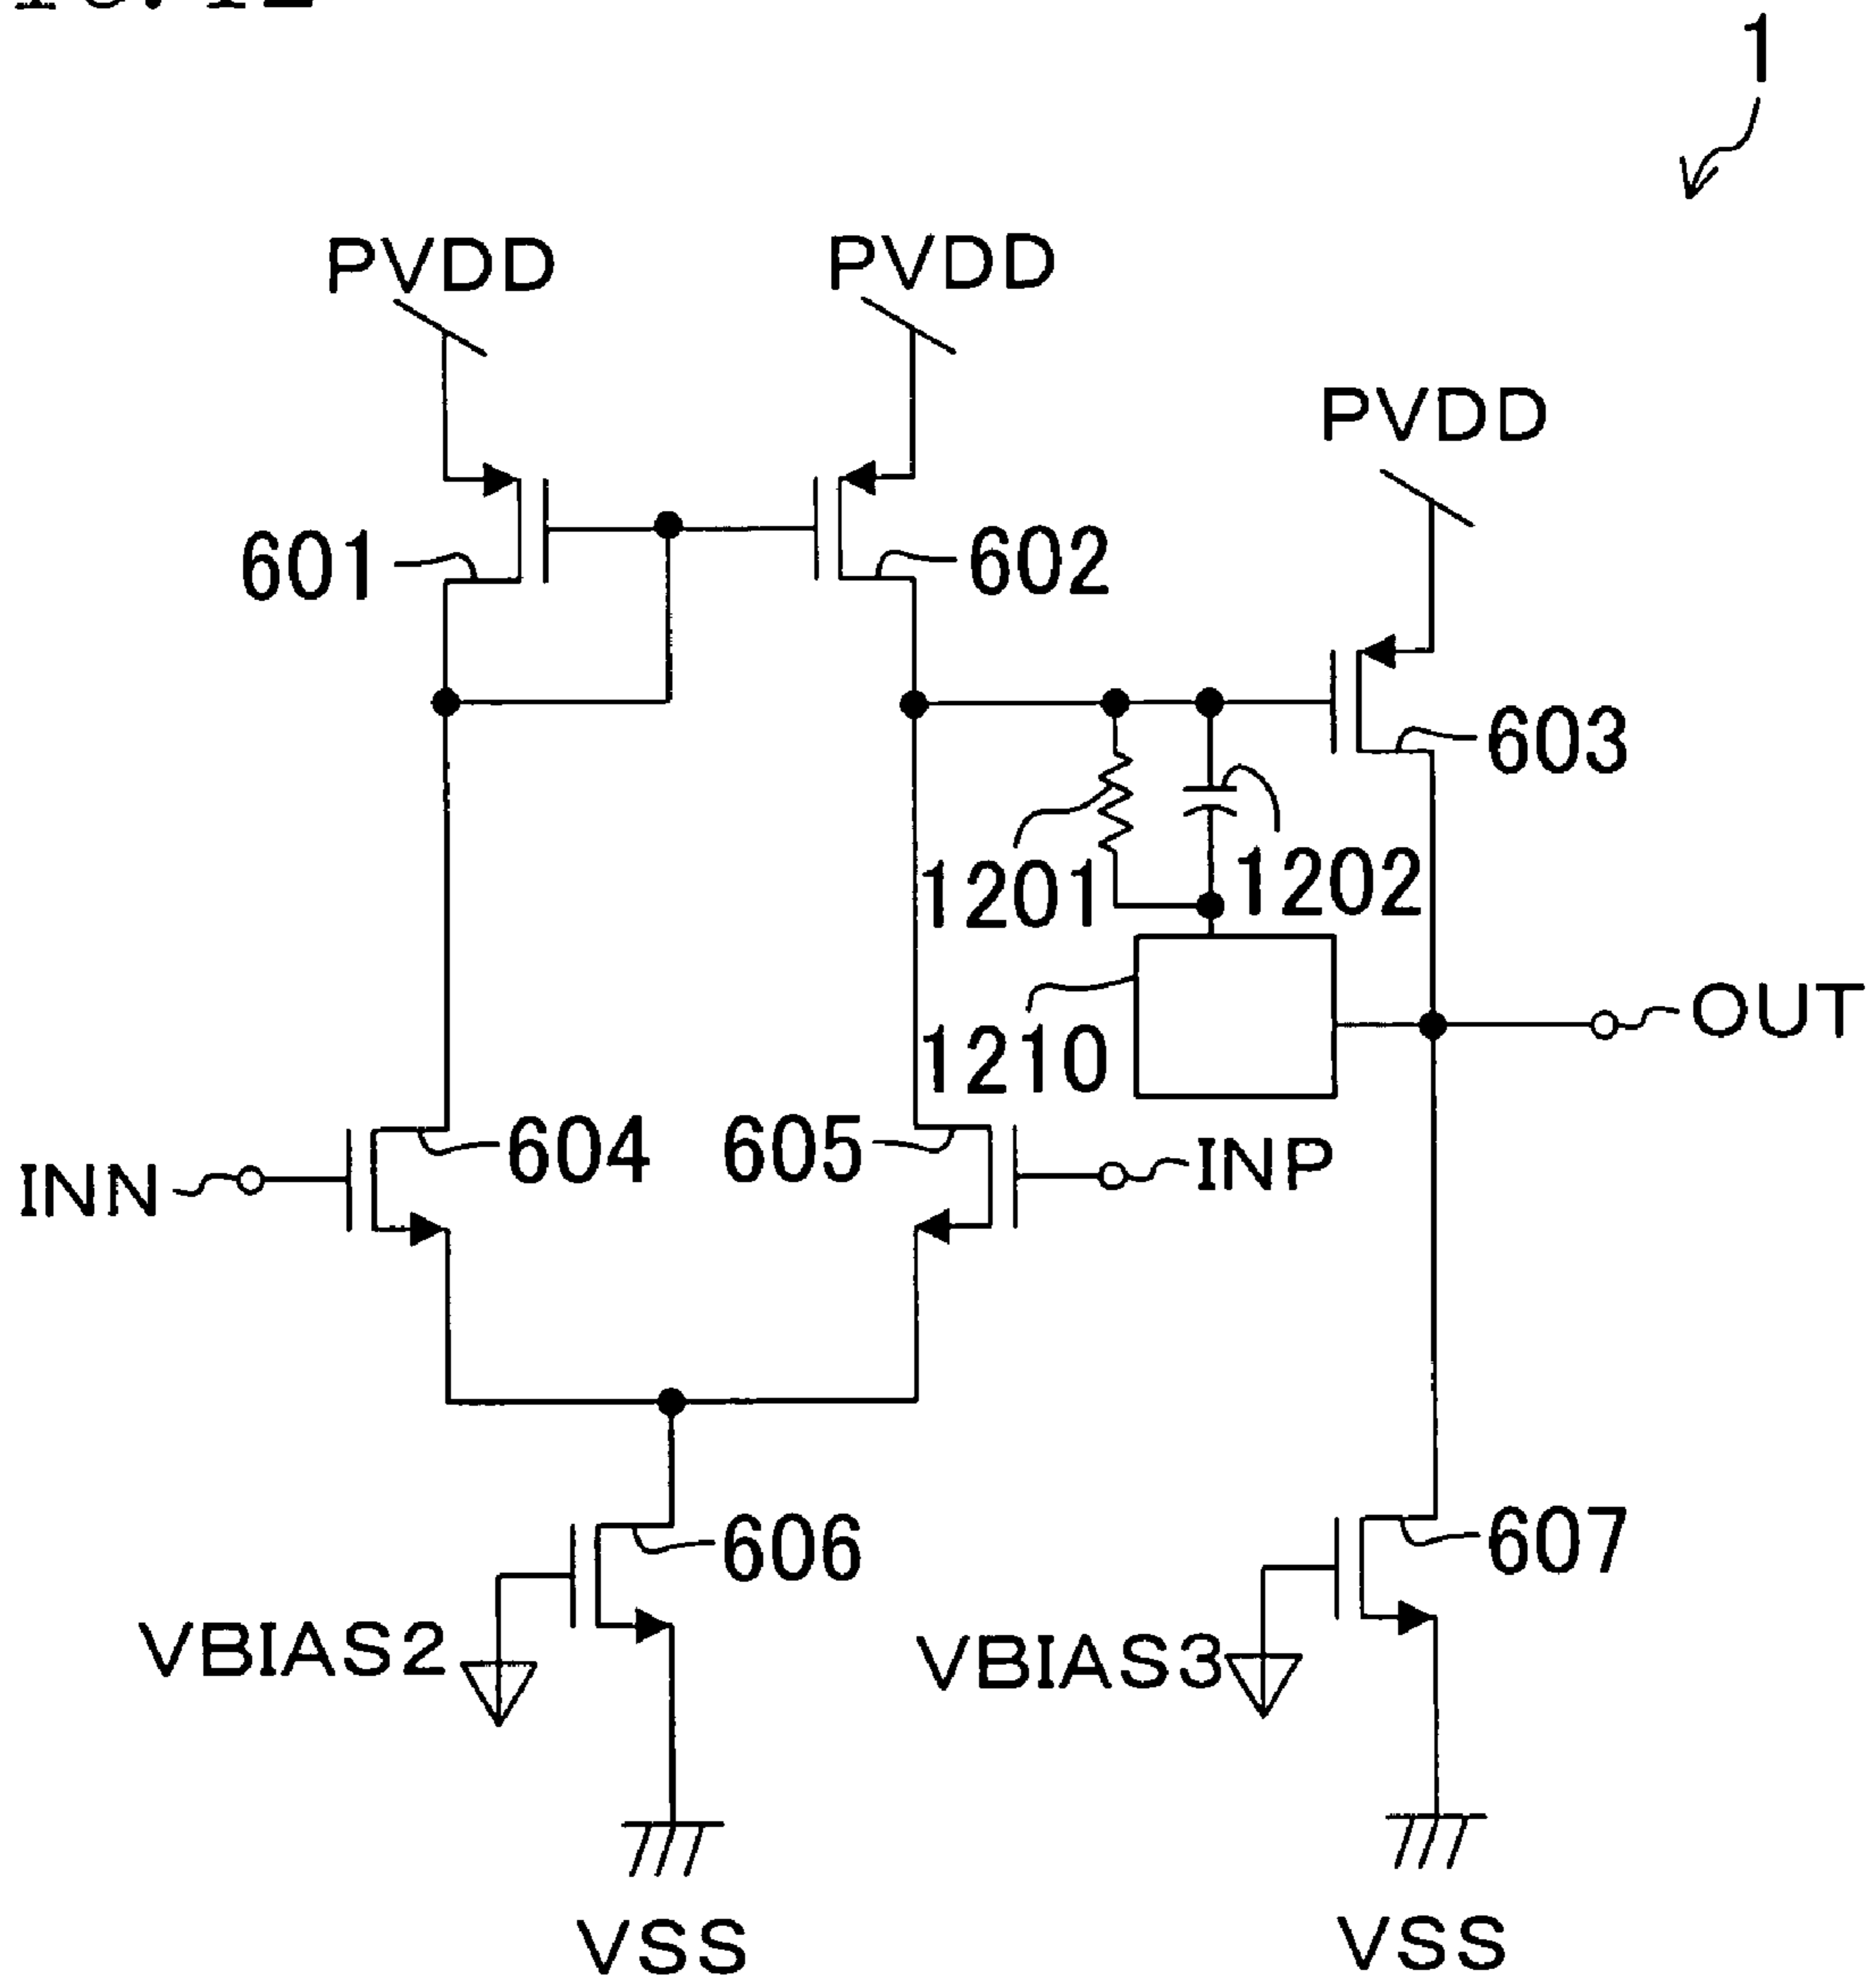 1
PVDD
PVDD
PVDD
601
602
603
1201
1202
1210
OUT
604
605
INN
INP
606
607
VBIAS2
VBIAS3
VSS
VSS